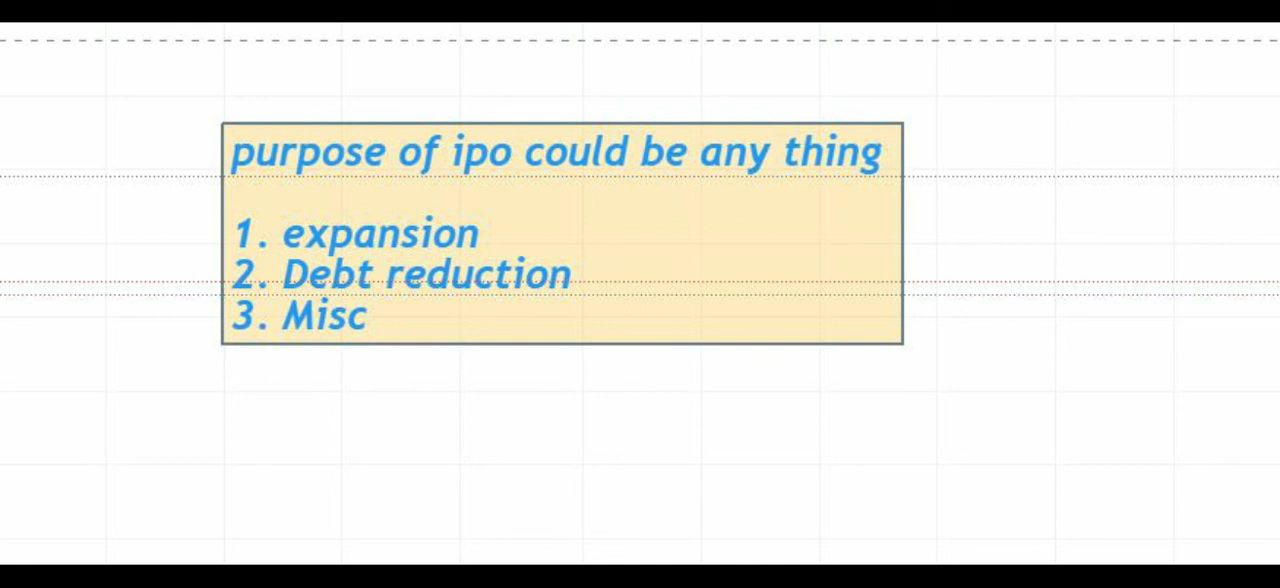 purpose of ipo could be any thing
1. expansion
2. Debt reduction
3. Misc